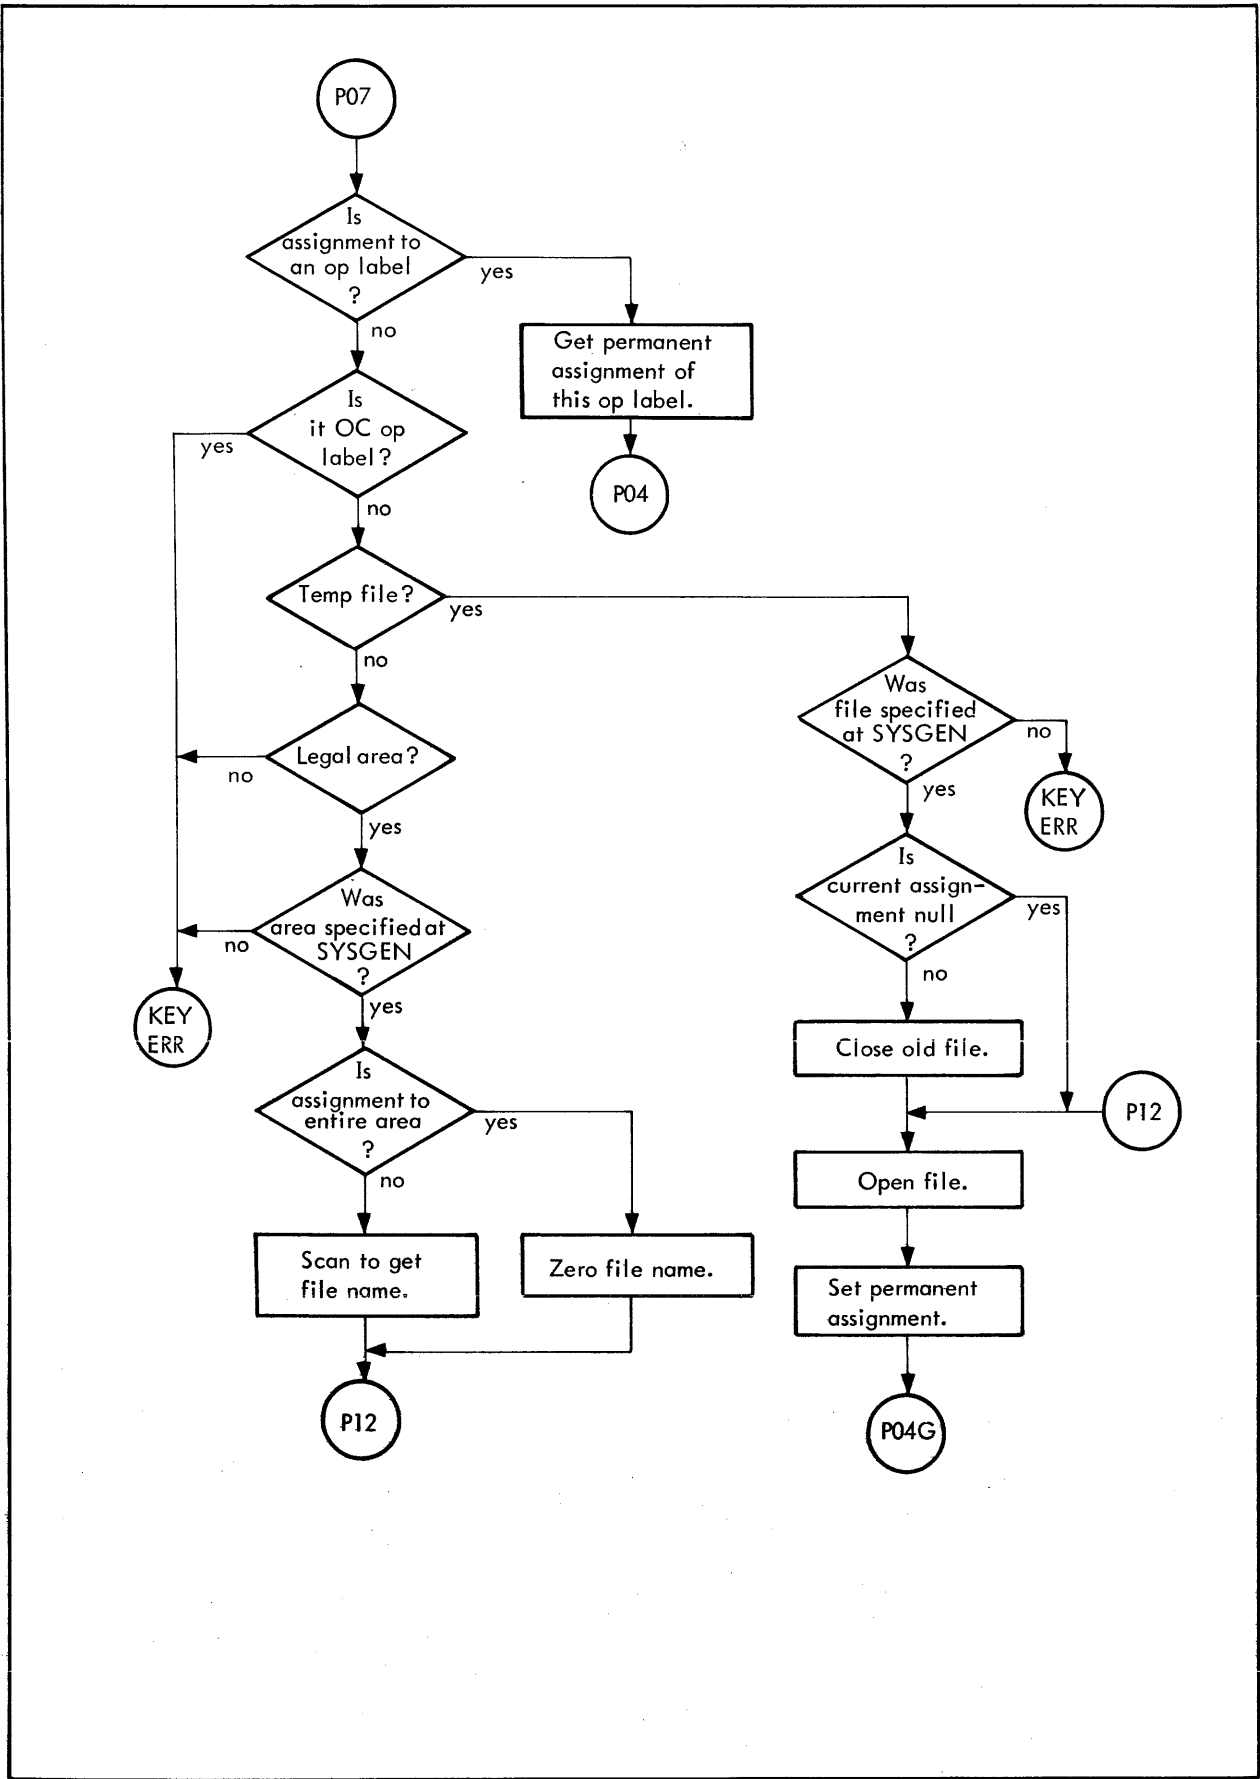 P07
Is
assignment to
an op label
?
yes
no
Get permanent
assignment of
this op label.
P04
Is
it OC op
label?
yes
no
Temp file?
yes
no
Was
file specified
at SYSGEN
?
no
yes
KEY
ERR
Legal area?
no
yes
Is
current assign-
ment null
?
yes
no
Was
area specified at
SYSGEN
?
no
yes
KEY
ERR
Close old file.
P12
Is
assignment to
entire area
?
yes
no
Open file.
Scan to get
file name.
Zero file name.
Set permanent
assignment.
P12
P04G